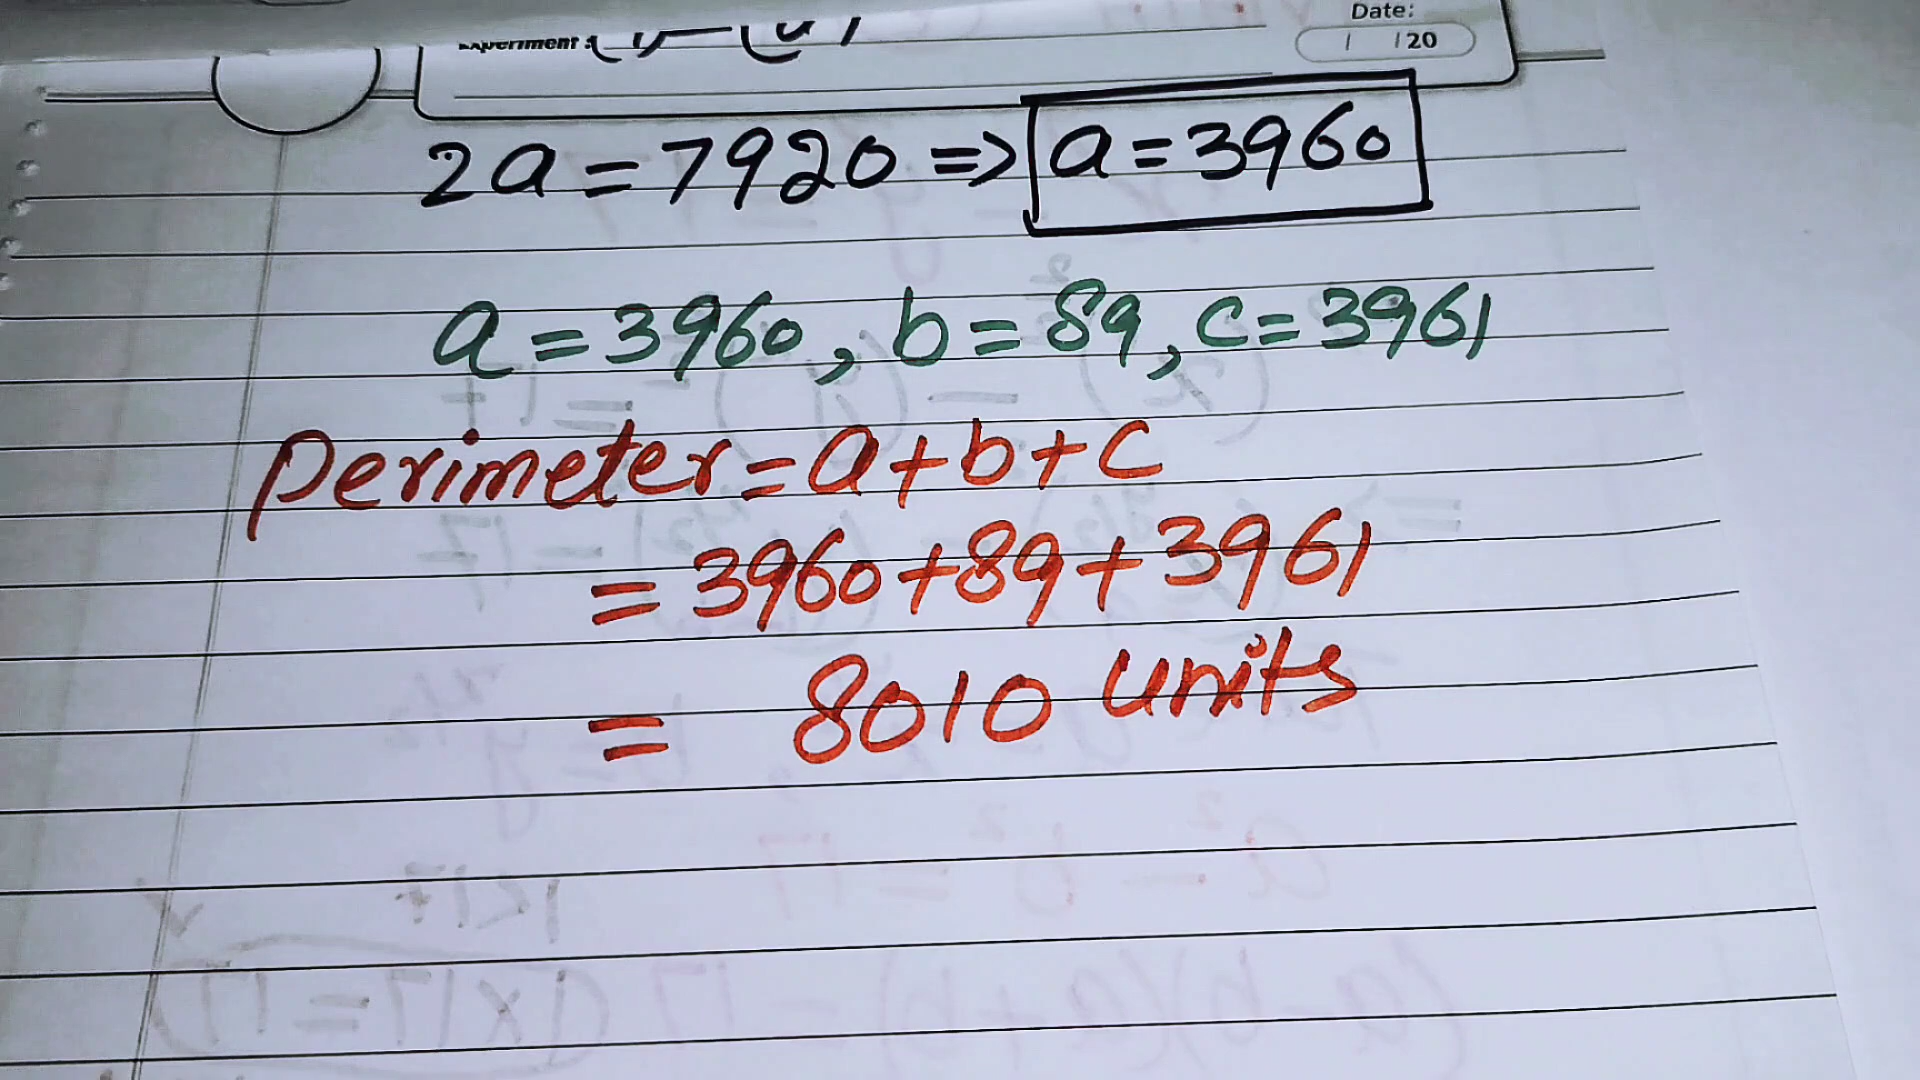 Date:
Experiment :
/ /20
2a = 7920 => a = 3960
a = 3960, b = 89, c = 3961
Perimeter = a+b+c
= 3960+89+3961
= 8010 units